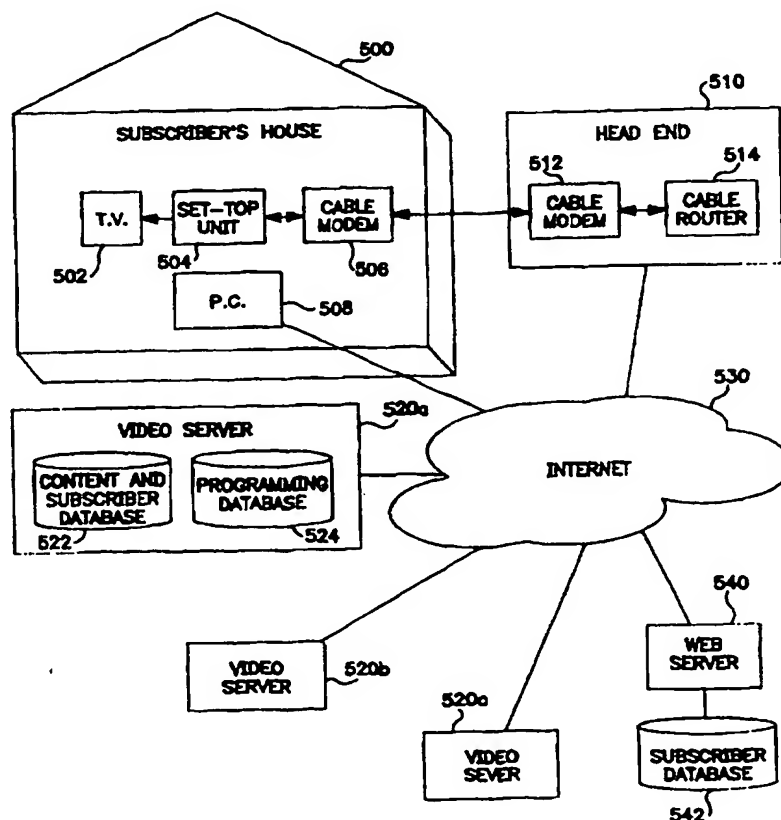 500
SUBSCRIBER'S HOUSE
T.V.
502
SET-TOP
UNIT
504
CABLE
MODEM
506
P.C.
508
510
HEAD END
512
CABLE
MODEM
514
CABLE
ROUTER
530
INTERNET
520a
VIDEO SERVER
CONTENT AND
SUBSCRIBER
DATABASE
522
PROGRAMMING
DATABASE
524
VIDEO
SERVER
520b
520a
VIDEO
SEVER
540
WEB
SERVER
SUBSCRIBER
DATABASE
542